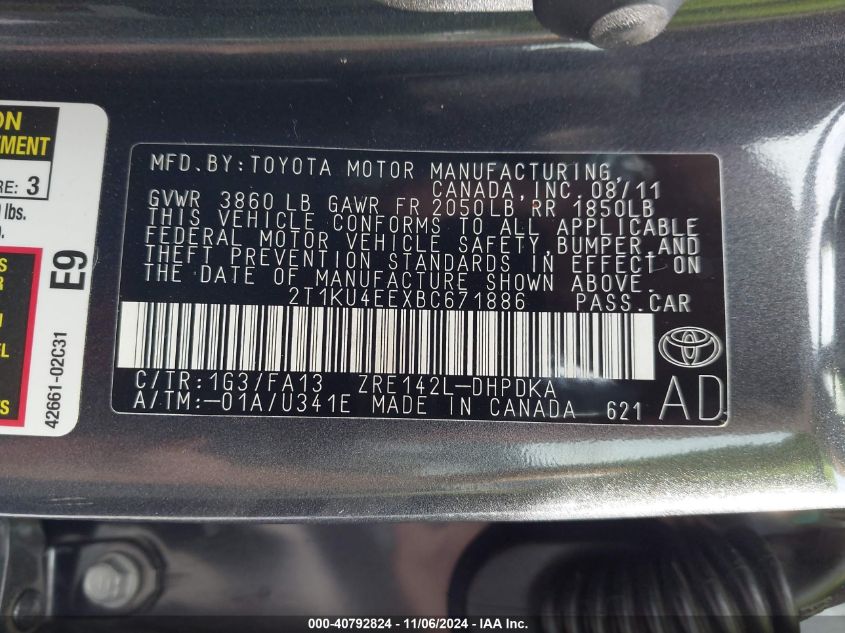 ON
EMENT
RE: 3
lbs.
E9
42661-02C31
MFD.BY:TOYOTA MOTOR MANUFACTURING,
CANADA,INC.08/11
GVWR 3860LB GAWR FR 2050LB RR 1850LB
THIS VEHICLE CONFORMS TO ALL APPLICABLE
FEDERAL MOTOR VEHICLE SAFETY,BUMPER,AND
THEFT PREVENTION STANDARDS IN EFFECT ON
THE DATE OF MANUFACTURE SHOWN ABOVE.
2T1KU4EEXBC671886 PASS.CAR
C/TR:1G3/FA13 ZRE142L-DHPDKA
A/TM:-01A/U341E MADE IN CANADA 621
AD
000-40792824 - 11/06/2024 - IAAI - IAA, Inc.